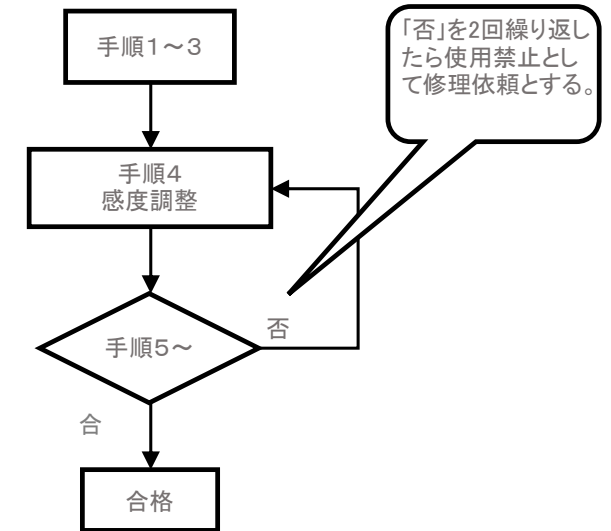 手順1～3
「否」を2回繰り返し
たら使用禁止とし
て修理依頼とする。
手順4
感度調整
手順5～
否
合
合格